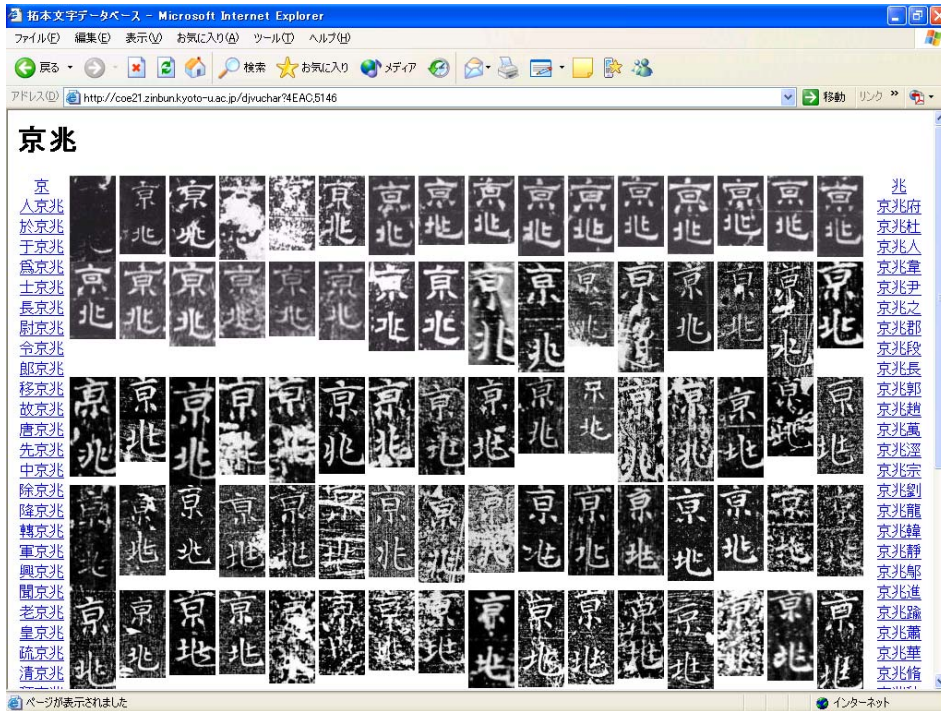 拓本文字データベース - Microsoft Internet Explorer
ファイル(F) 編集(E) 表示(V) お気に入り(A) ツール(T) ヘルプ(H)
戻る 検索 お気に入り メディア
アドレス(D) http://coe21.zinbun.kyoto-u.ac.jp/djvuchar?4EAC,5146 移動 リンク »
京兆
京 兆
人京兆 京兆府
於京兆 京兆杜
于京兆 京兆人
爲京兆 京兆韋
士京兆 京兆尹
長京兆 京兆之
尉京兆 京兆郡
令京兆 京兆段
郎京兆 京兆長
移京兆 京兆郭
故京兆 京兆趙
唐京兆 京兆萬
先京兆 京兆涇
中京兆 京兆宗
除京兆 京兆劉
降京兆 京兆龍
轉京兆 京兆韓
軍京兆 京兆靜
興京兆 京兆鄔
聞京兆 京兆進
老京兆 京兆踰
皇京兆 京兆蕭
硫京兆 京兆華
清京兆 京兆脩
ページが表示されました インターネット